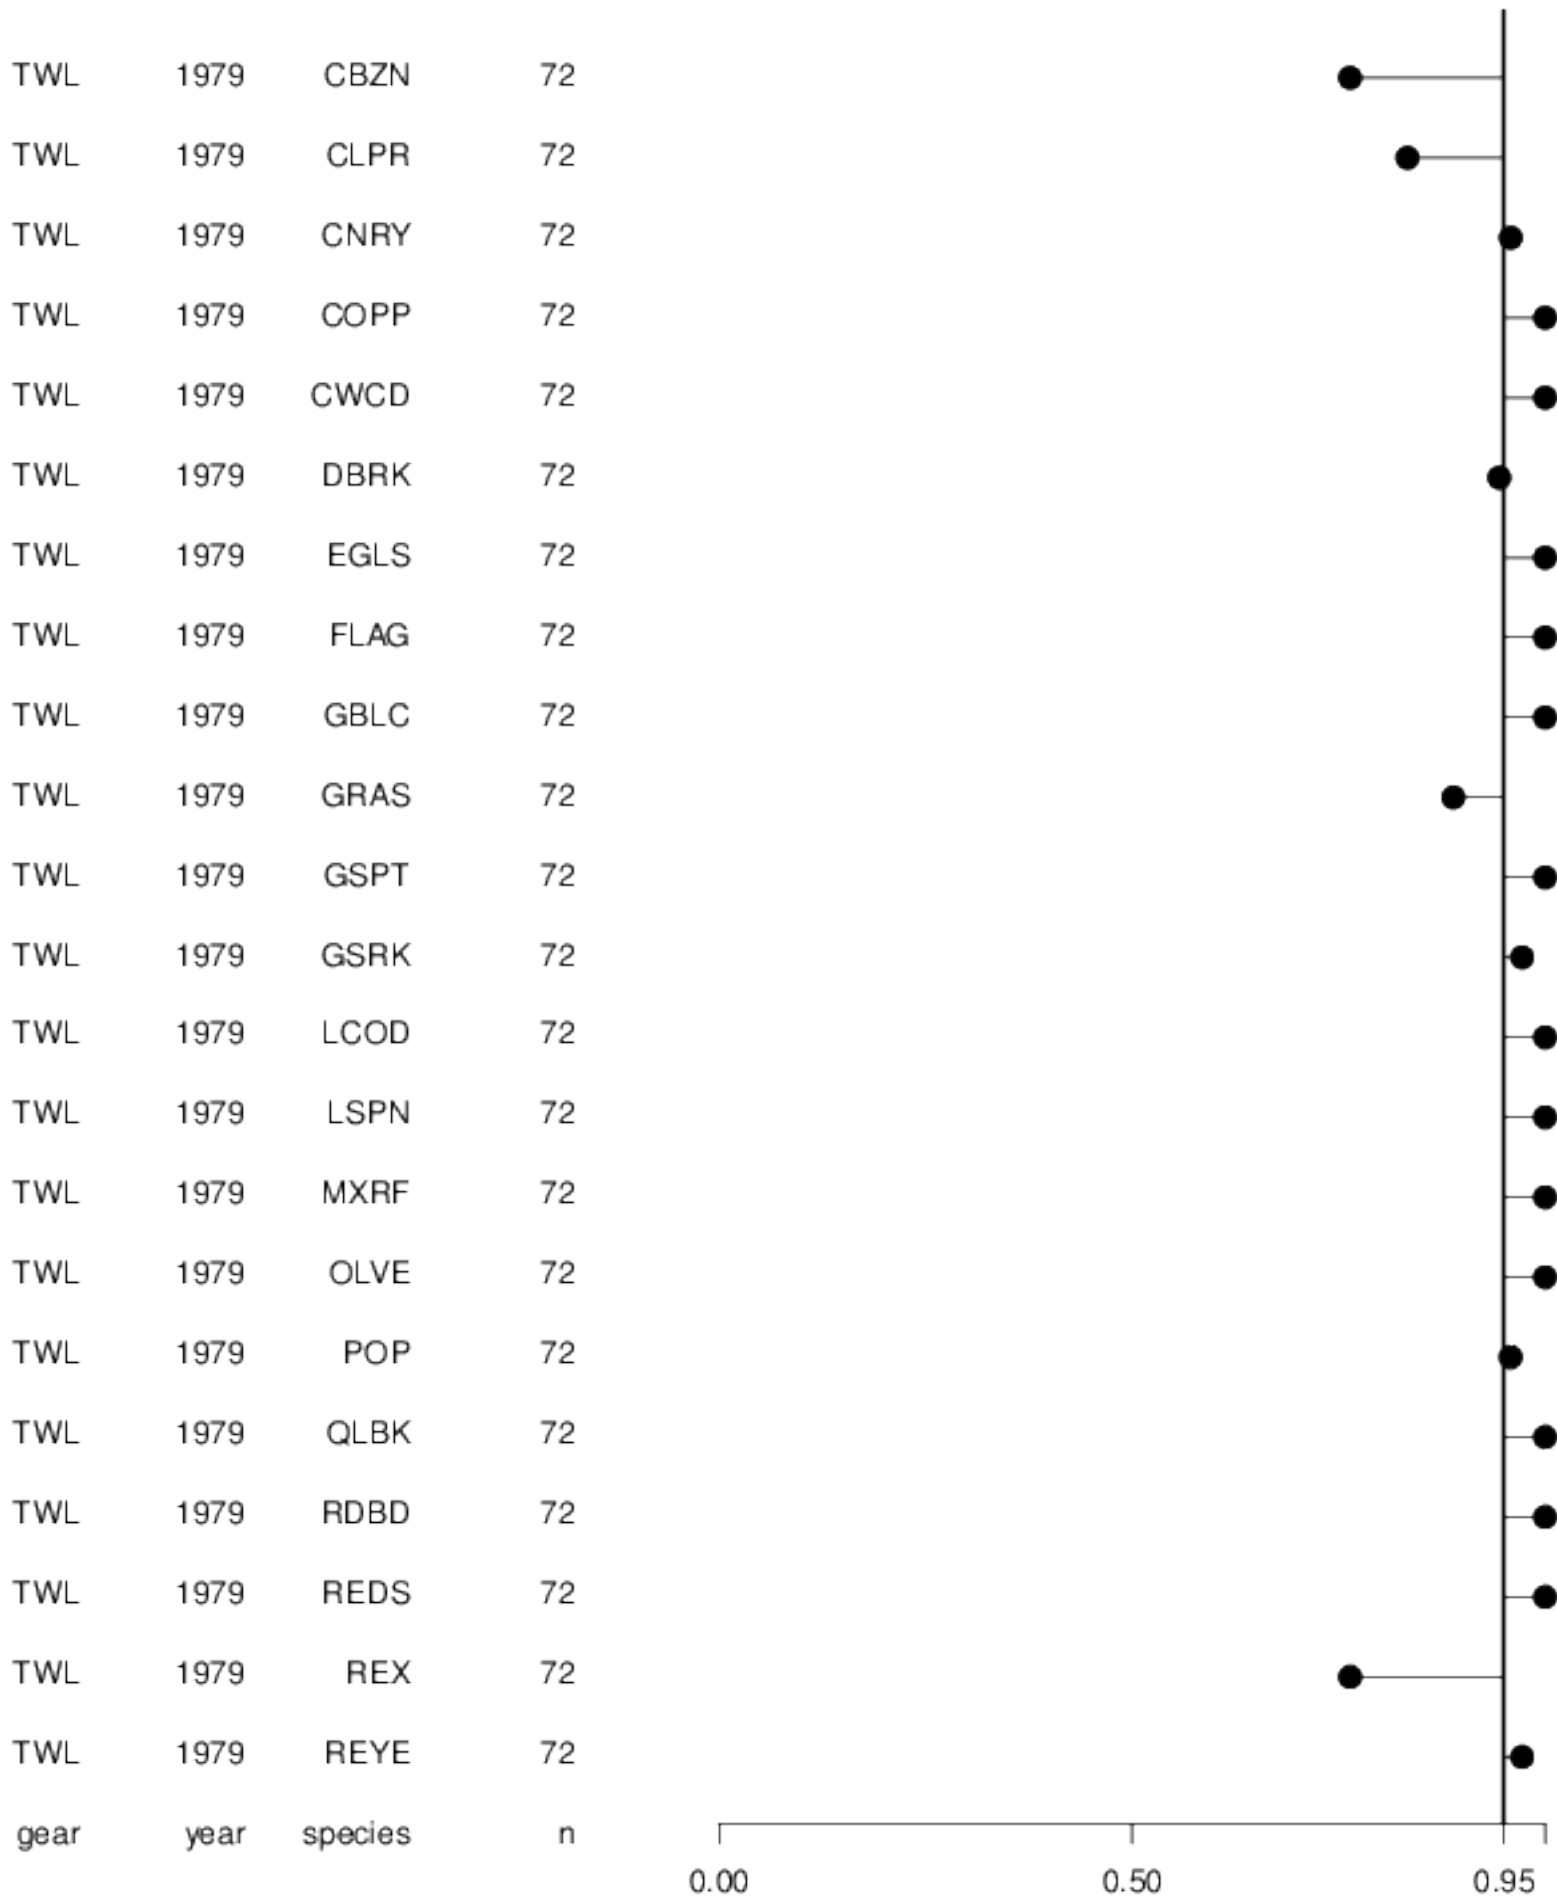 TWL 1979 CBZN 72
TWL 1979 CLPR 72
TWL 1979 CNRY 72
TWL 1979 COPP 72
TWL 1979 CWCD 72
TWL 1979 DBRK 72
TWL 1979 EGLS 72
TWL 1979 FLAG 72
TWL 1979 GBLC 72
TWL 1979 GRAS 72
TWL 1979 GSPT 72
TWL 1979 GSRK 72
TWL 1979 LCOD 72
TWL 1979 LSPN 72
TWL 1979 MXRF 72
TWL 1979 OLVE 72
TWL 1979 POP 72
TWL 1979 QLBK 72
TWL 1979 RDBD 72
TWL 1979 REDS 72
TWL 1979 REX 72
TWL 1979 REYE 72
gear year species n
0.00 0.50 0.95